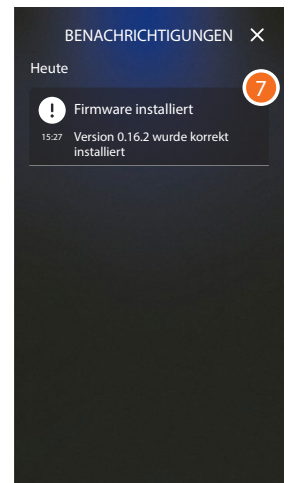 BENACHRICHTIGUNGEN ×
Heute
7
! Firmware installiert
15:27 Version 0.16.2 wurde korrekt
installiert